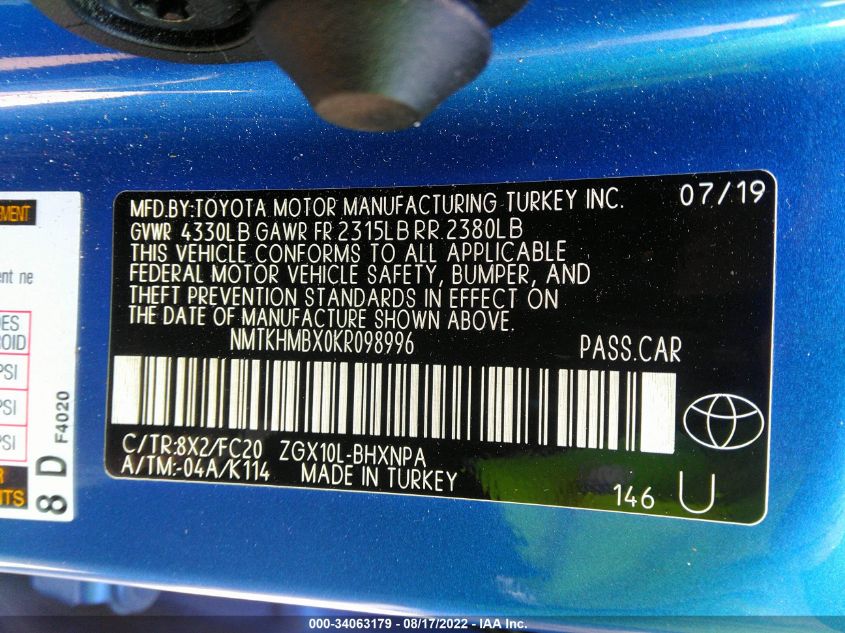 MFD.BY:TOYOTA MOTOR MANUFACTURING TURKEY INC. 07/19
GVWR 4330LB GAWR FR 2315LB RR 2380LB
THIS VEHICLE CONFORMS TO ALL APPLICABLE
FEDERAL MOTOR VEHICLE SAFETY, BUMPER, AND
THEFT PREVENTION STANDARDS IN EFFECT ON
THE DATE OF MANUFACTURE SHOWN ABOVE.
NMTKHMBX0KR098996 PASS.CAR
C/TR:8X2/FC20 ZGX10L-BHXNPA
A/TM:-04A/K114 MADE IN TURKEY
146 U
PSI
PSI
8 D
F4020
000-34063179 - 08/17/2022 - IAA Inc.